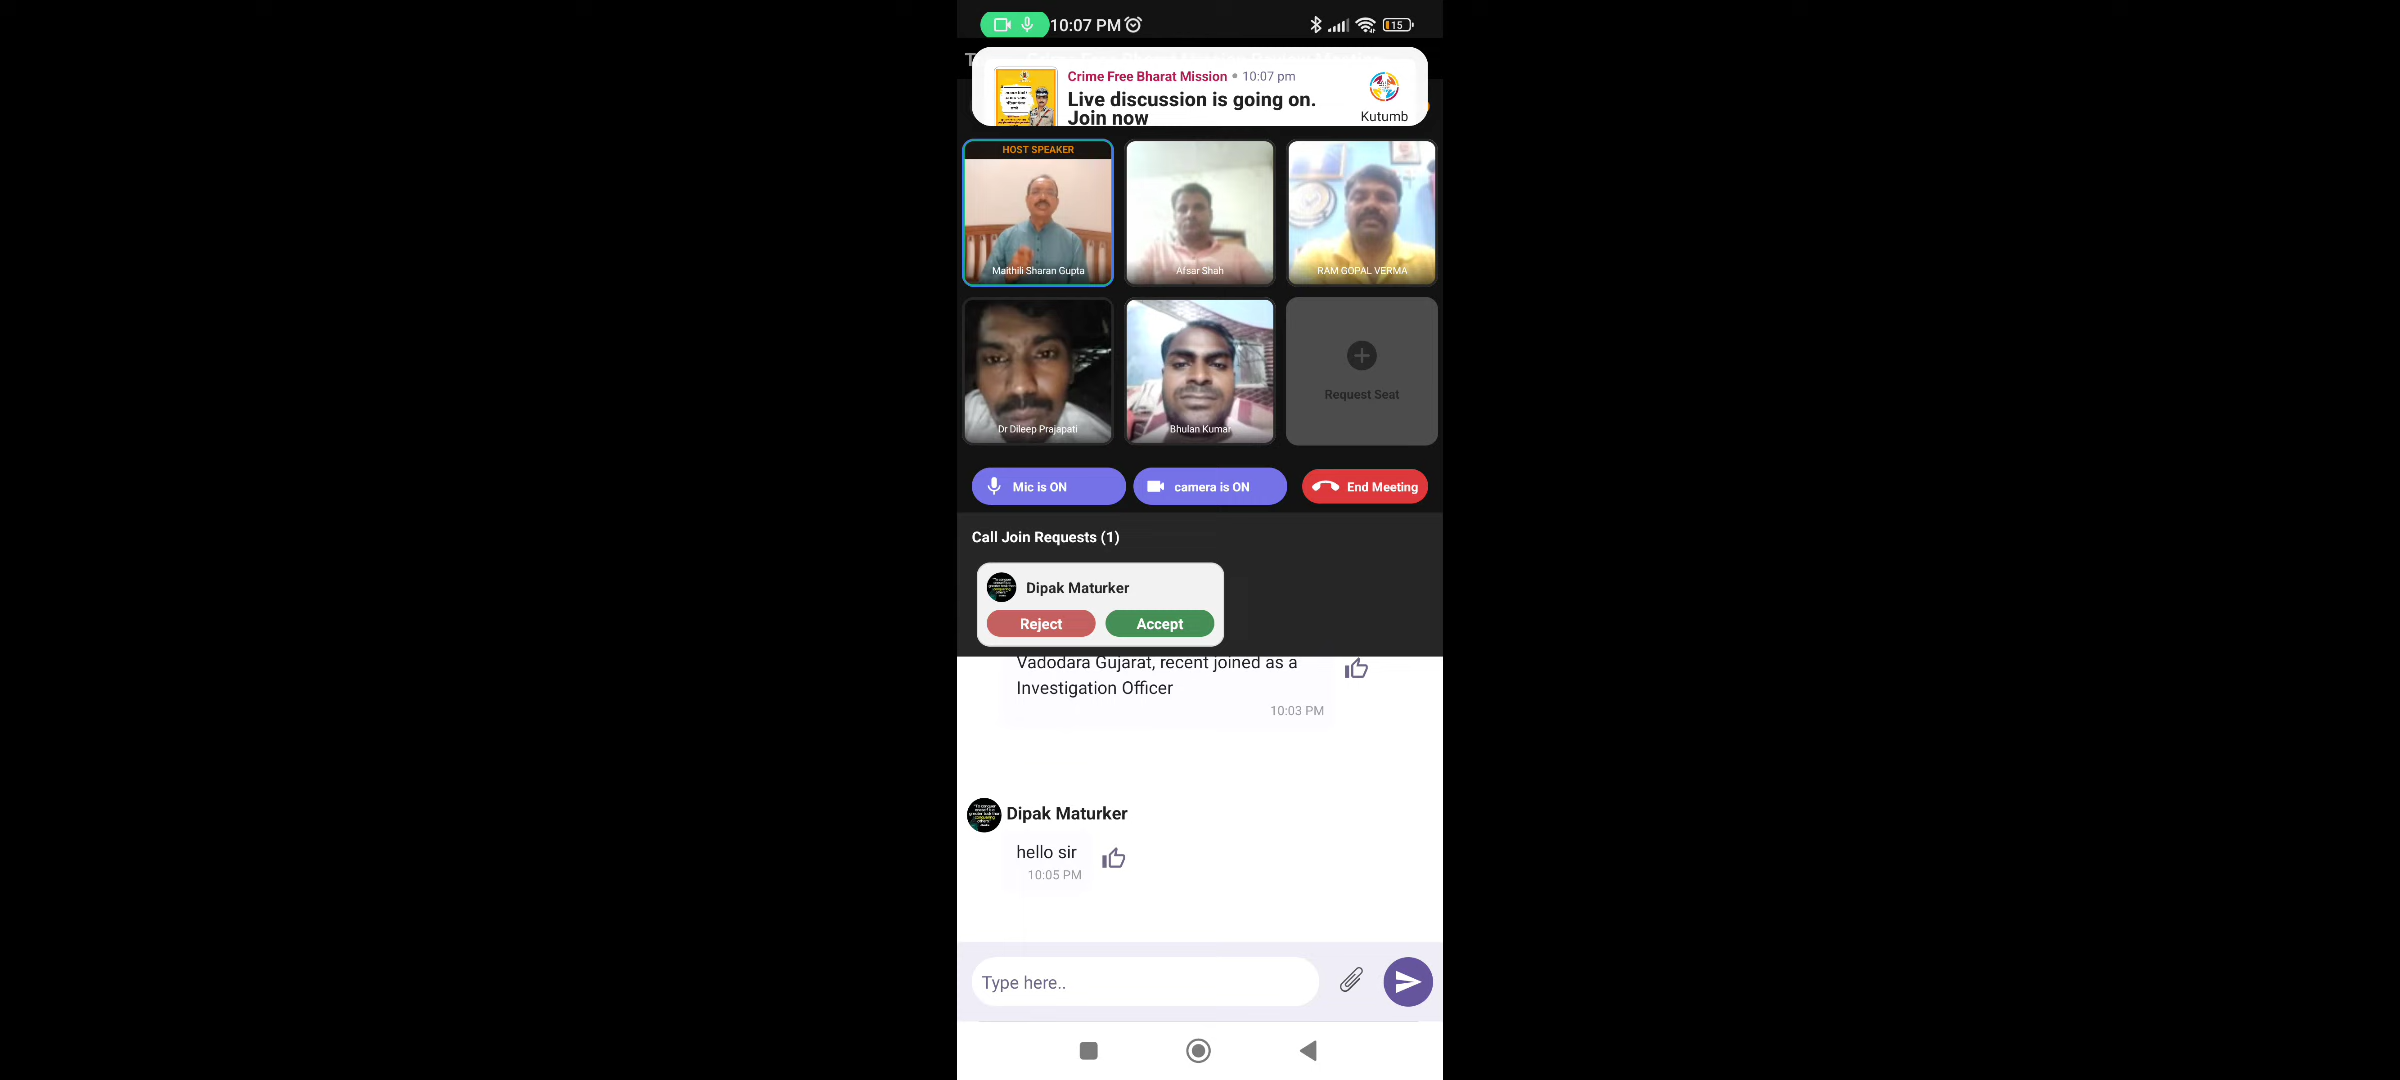 10:07 PM
15
Crime Free Bharat Mission • 10:07 pm
Live discussion is going on.
Join now
Kutumb
HOST SPEAKER
Maithili Sharan Gupta
Afsar Shah
RAM GOPAL VERMA
Dr Dileep Prajapati
Bhulan Kumar
Request Seat
Mic is ON
camera is ON
End Meeting
Call Join Requests (1)
Dipak Maturker
Reject
Accept
Vadodara Gujarat, recent joined as a
Investigation Officer
10:03 PM
Dipak Maturker
hello sir
10:05 PM
Type here..